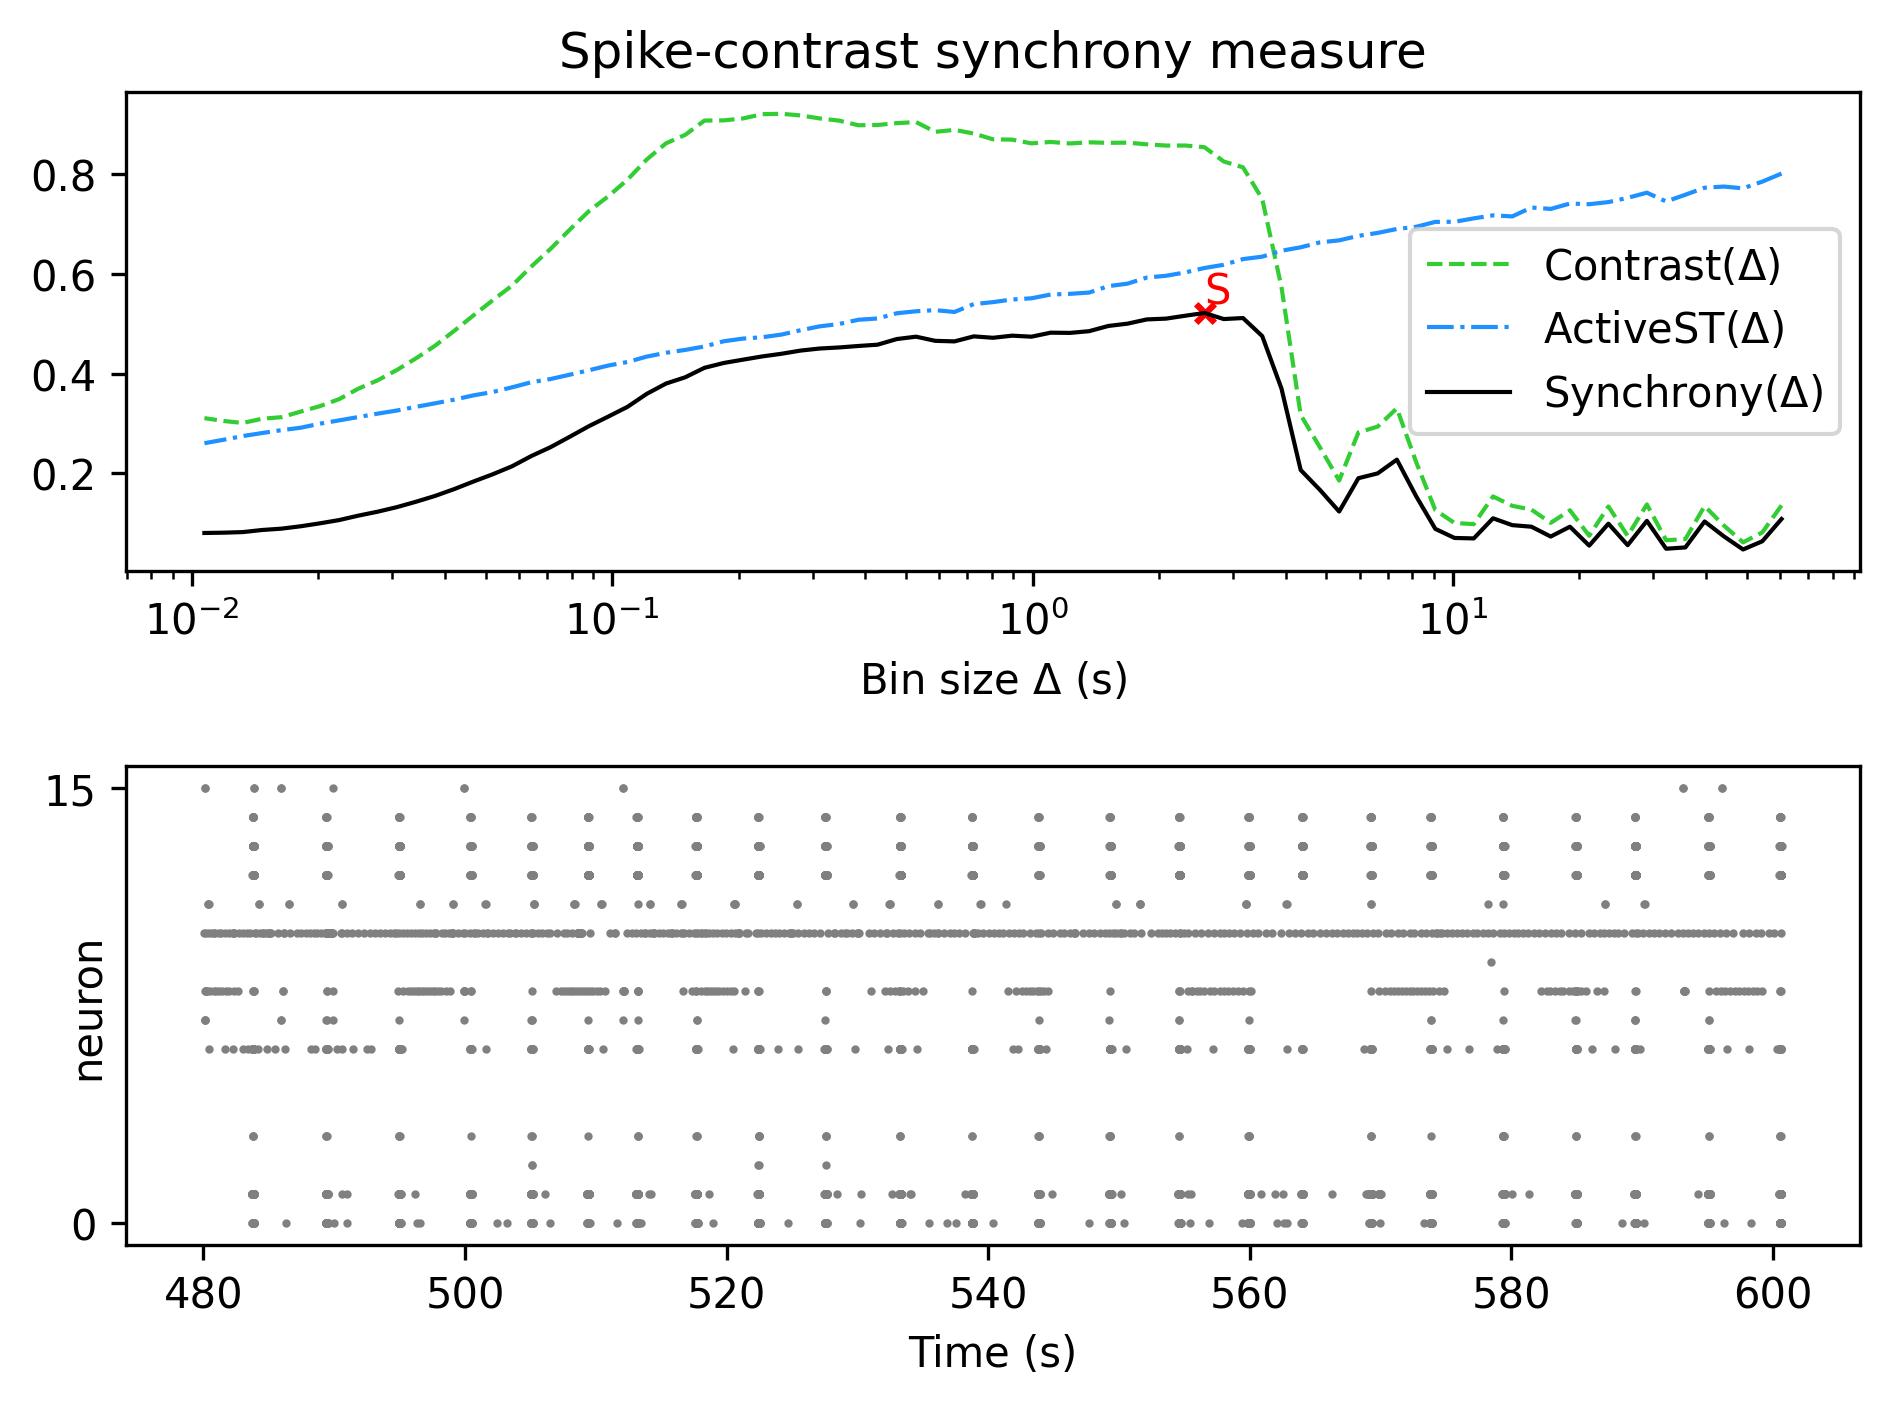 Spike-contrast synchrony measure
0.8
0.6
0.4
0.2
S
Contrast(Δ)
ActiveST(Δ)
Synchrony(Δ)
10⁻² 10⁻¹ 10⁰ 10¹
Bin size Δ (s)
15
0
neuron
480 500 520 540 560 580 600
Time (s)